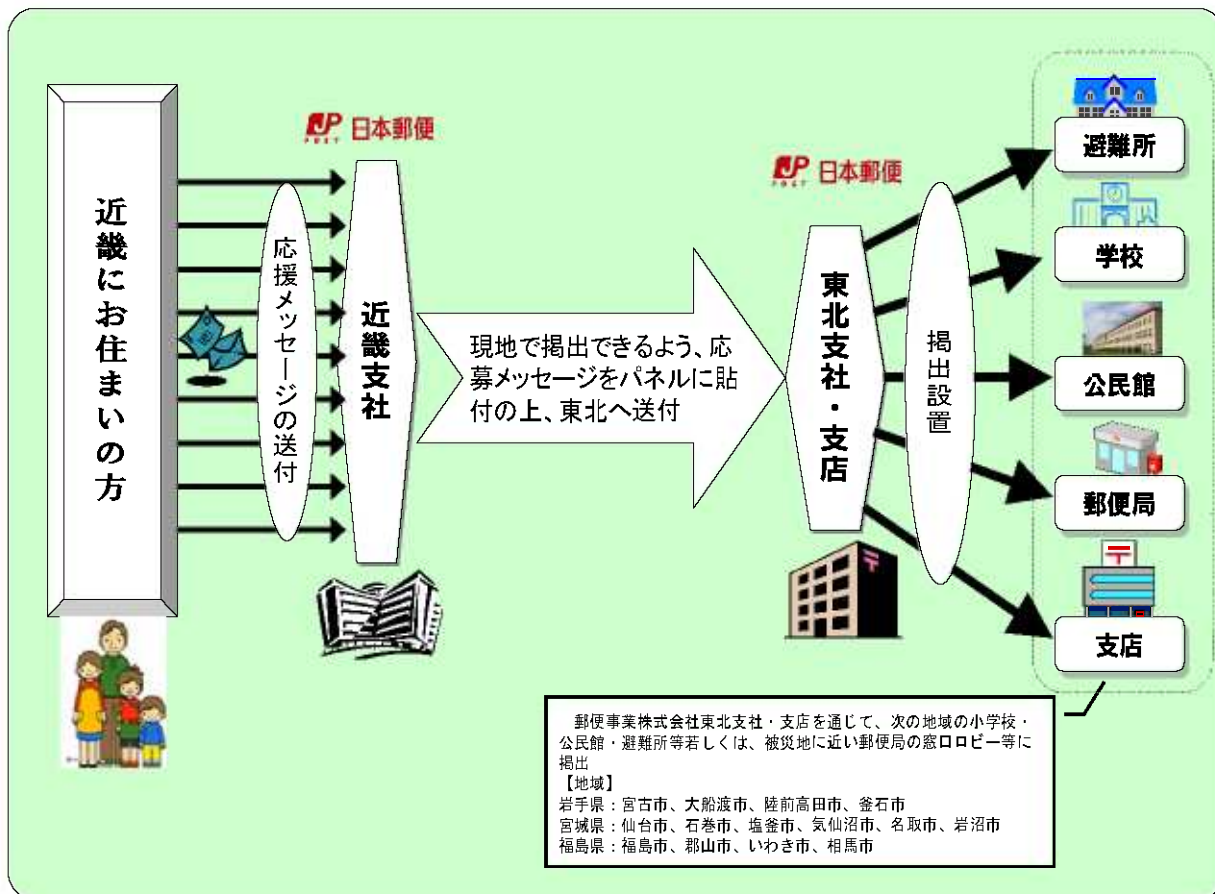 近畿にお住まいの方
応援メッセージの送付
JP 日本郵便
POST
近畿支社
現地で掲出できるよう、応
募メッセージをパネルに貼
付の上、東北へ送付
JP 日本郵便
POST
東北支社・支店
掲出設置
避難所
学校
公民館
郵便局
支店
郵便事業株式会社東北支社・支店を通じて、次の地域の小学校・
公民館・避難所等若しくは、被災地に近い郵便局の窓口ロビー等に
掲出
【地域】
岩手県:宮古市、大船渡市、陸前高田市、釜石市
宮城県:仙台市、石巻市、塩釜市、気仙沼市、名取市、岩沼市
福島県:福島市、郡山市、いわき市、相馬市